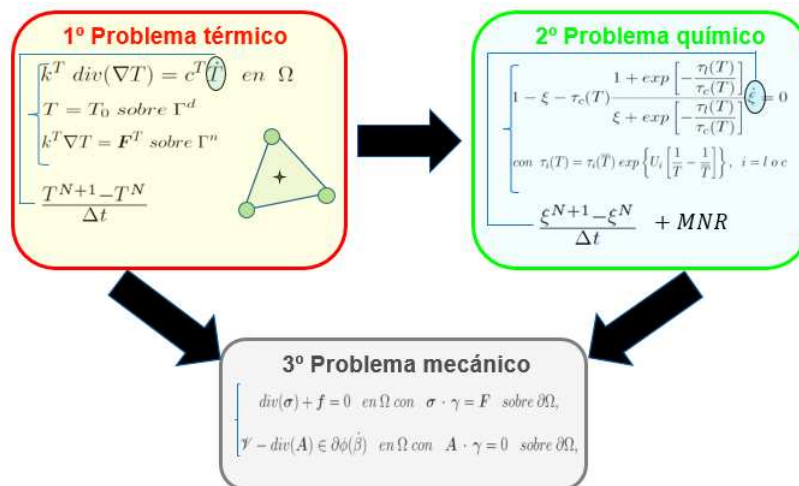 1º Problema térmico
k^T div(∇T) = c^T Ṫ en Ω
T = T_0 sobre Γ^d
k^T ∇T = F^T sobre Γ^n
(T^{N+1} − T^N) / Δt
2º Problema químico
1 − ξ − τ_c(T) (1 + exp[−τ_l(T)/τ_c(T)]) / (ξ + exp[−τ_l(T)/τ_c(T)]) ξ̇ = 0
con τ_i(T) = τ_i(T̅) exp{U_i [1/T − 1/T̅]}, i = l o c
(ξ^{N+1} − ξ^N) / Δt + MNR
3º Problema mecánico
div(σ) + f = 0 en Ω con σ · γ = F sobre ∂Ω,
− div(A) ∈ ∂ϕ(β̇) en Ω con A · γ = 0 sobre ∂Ω,